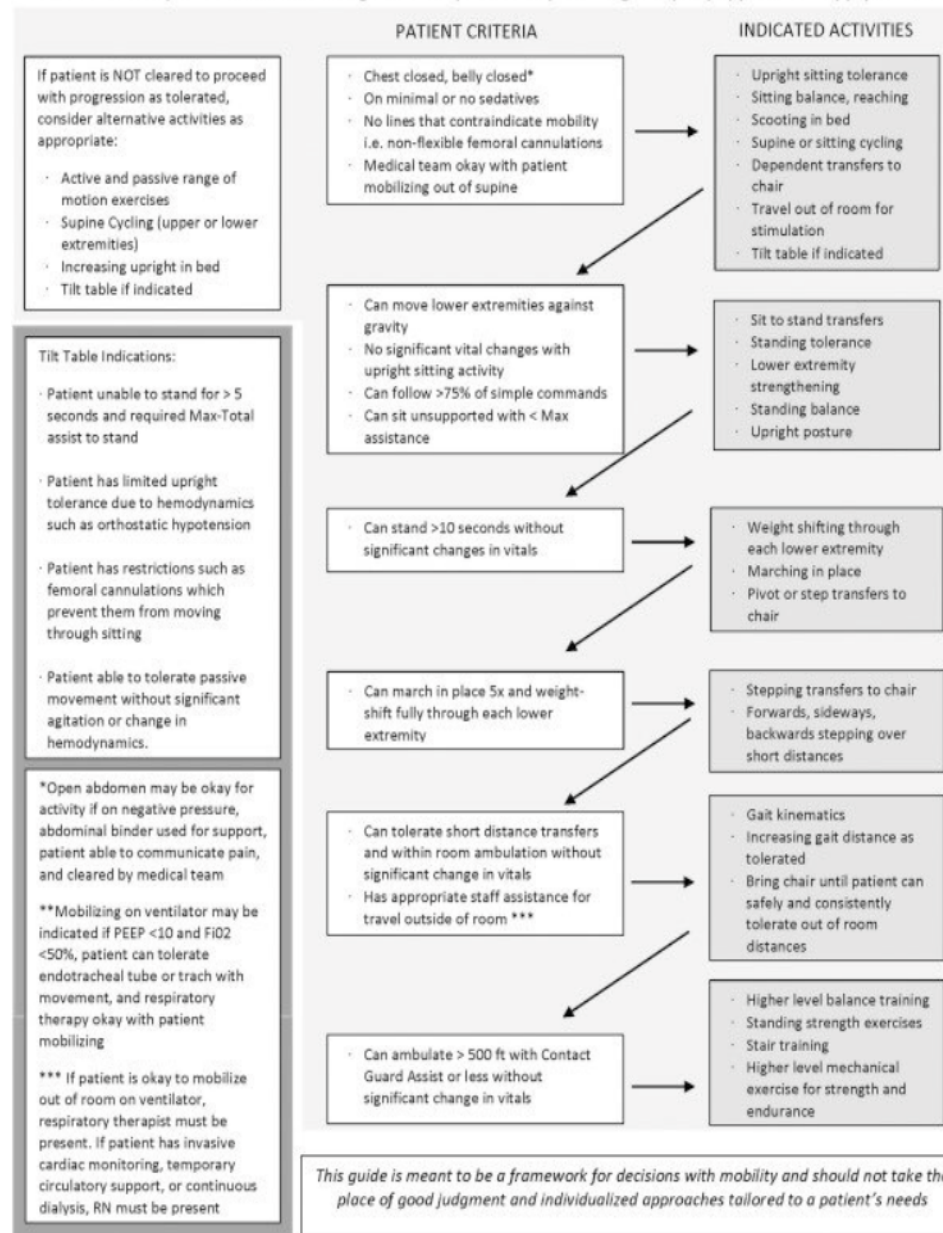 PATIENT CRITERIA
INDICATED ACTIVITIES
If patient is NOT cleared to proceed
with progression as tolerated,
consider alternative activities as
appropriate:
· Active and passive range of
motion exercises
· Supine Cycling (upper or lower
extremities)
· Increasing upright in bed
· Tilt table if indicated
Tilt Table Indications:
· Patient unable to stand for > 5
seconds and required Max-Total
assist to stand
· Patient has limited upright
tolerance due to hemodynamics
such as orthostatic hypotension
· Patient has restrictions such as
femoral cannulations which
prevent them from moving
through sitting
· Patient able to tolerate passive
movement without significant
agitation or change in
hemodynamics.
*Open abdomen may be okay for
activity if on negative pressure,
abdominal binder used for support,
patient able to communicate pain,
and cleared by medical team
**Mobilizing on ventilator may be
indicated if PEEP <10 and Fi02
<50%, patient can tolerate
endotracheal tube or trach with
movement, and respiratory
therapy okay with patient
mobilizing
*** If patient is okay to mobilize
out of room on ventilator,
respiratory therapist must be
present. If patient has invasive
cardiac monitoring, temporary
circulatory support, or continuous
dialysis, RN must be present
· Chest closed, belly closed*
· On minimal or no sedatives
· No lines that contraindicate mobility
i.e. non-flexible femoral cannulations
· Medical team okay with patient
mobilizing out of supine
· Upright sitting tolerance
· Sitting balance, reaching
· Scooting in bed
· Supine or sitting cycling
· Dependent transfers to
chair
· Travel out of room for
stimulation
· Tilt table if indicated
· Can move lower extremities against
gravity
· No significant vital changes with
upright sitting activity
· Can follow >75% of simple commands
· Can sit unsupported with < Max
assistance
· Sit to stand transfers
· Standing tolerance
· Lower extremity
strengthening
· Standing balance
· Upright posture
· Can stand >10 seconds without
significant changes in vitals
· Weight shifting through
each lower extremity
· Marching in place
· Pivot or step transfers to
chair
· Can march in place 5x and weight-
shift fully through each lower
extremity
· Stepping transfers to chair
· Forwards, sideways,
backwards stepping over
short distances
· Can tolerate short distance transfers
and within room ambulation without
significant change in vitals
· Has appropriate staff assistance for
travel outside of room ***
· Gait kinematics
· Increasing gait distance as
tolerated
· Bring chair until patient can
safely and consistently
tolerate out of room
distances
· Can ambulate > 500 ft with Contact
Guard Assist or less without
significant change in vitals
· Higher level balance training
· Standing strength exercises
· Stair training
· Higher level mechanical
exercise for strength and
endurance
This guide is meant to be a framework for decisions with mobility and should not take the
place of good judgment and individualized approaches tailored to a patient's needs